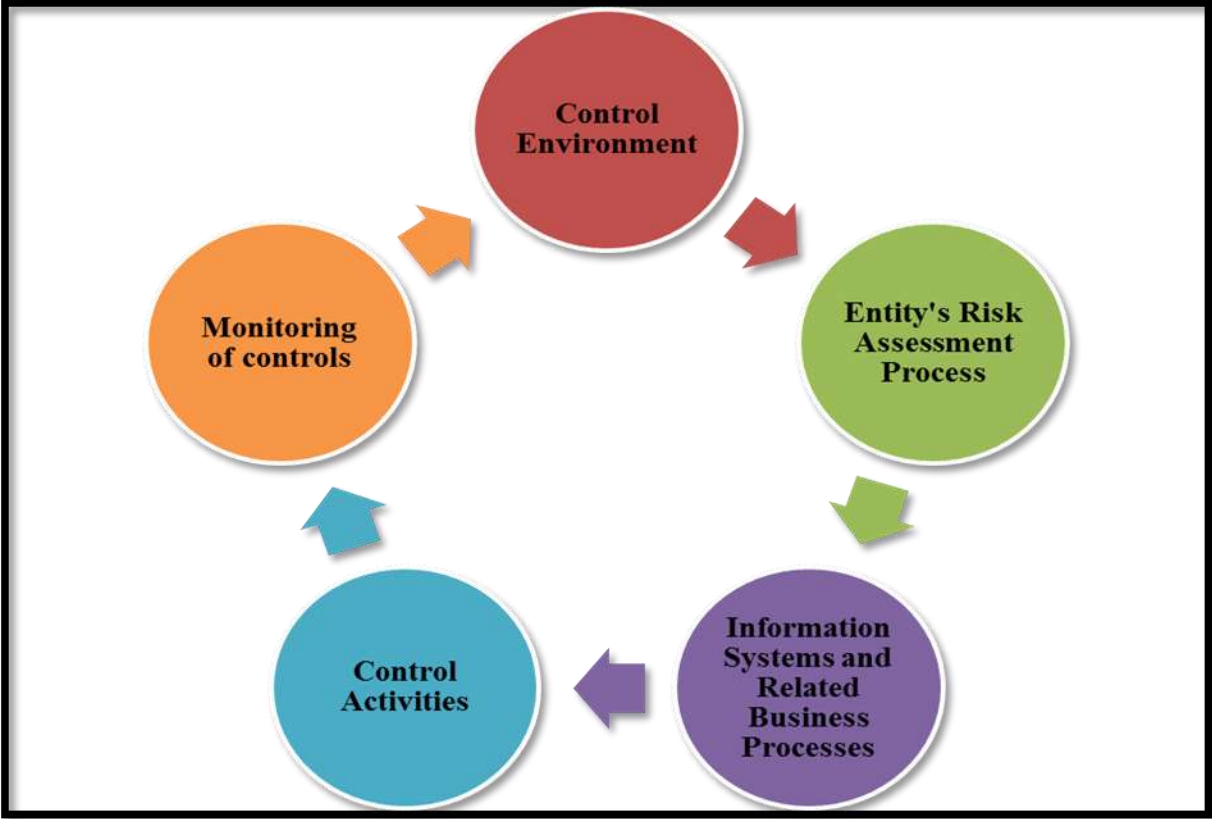 Control
Environment
Entity's Risk
Assessment
Process
Information
Systems and
Related
Business
Processes
Control
Activities
Monitoring
of controls